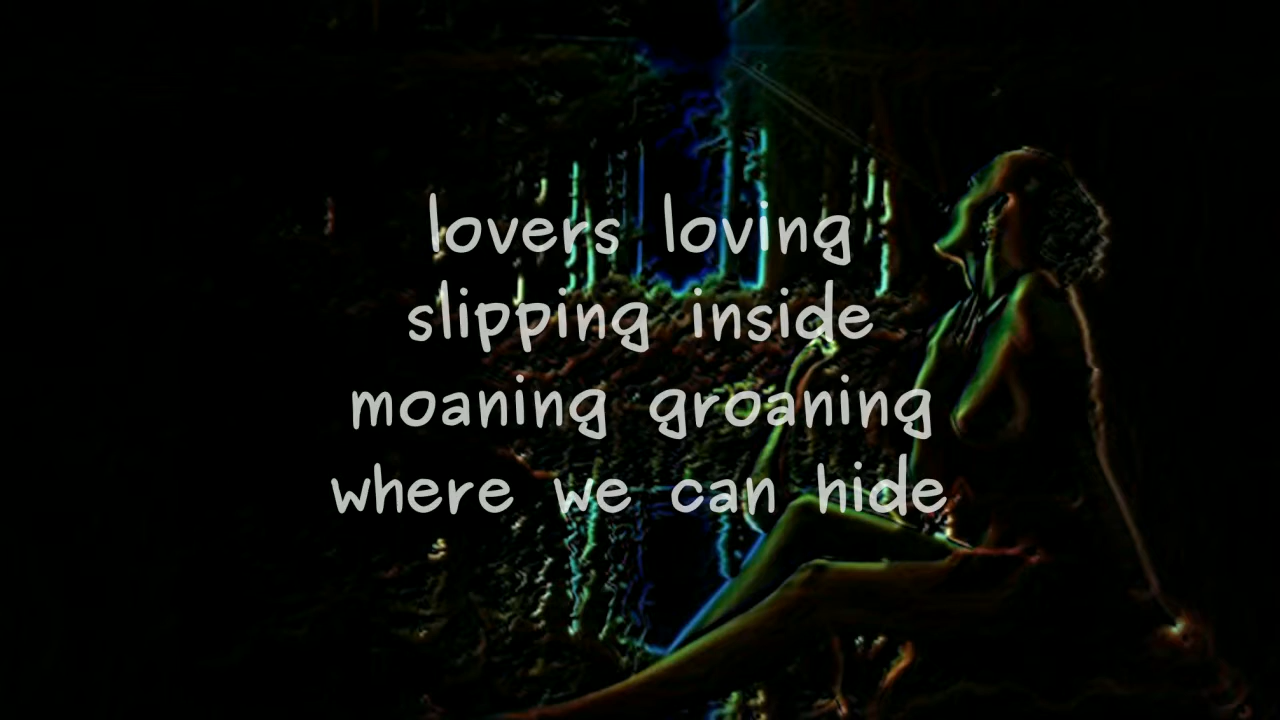 lovers loving
slipping inside
moaning groaning
where we can hide